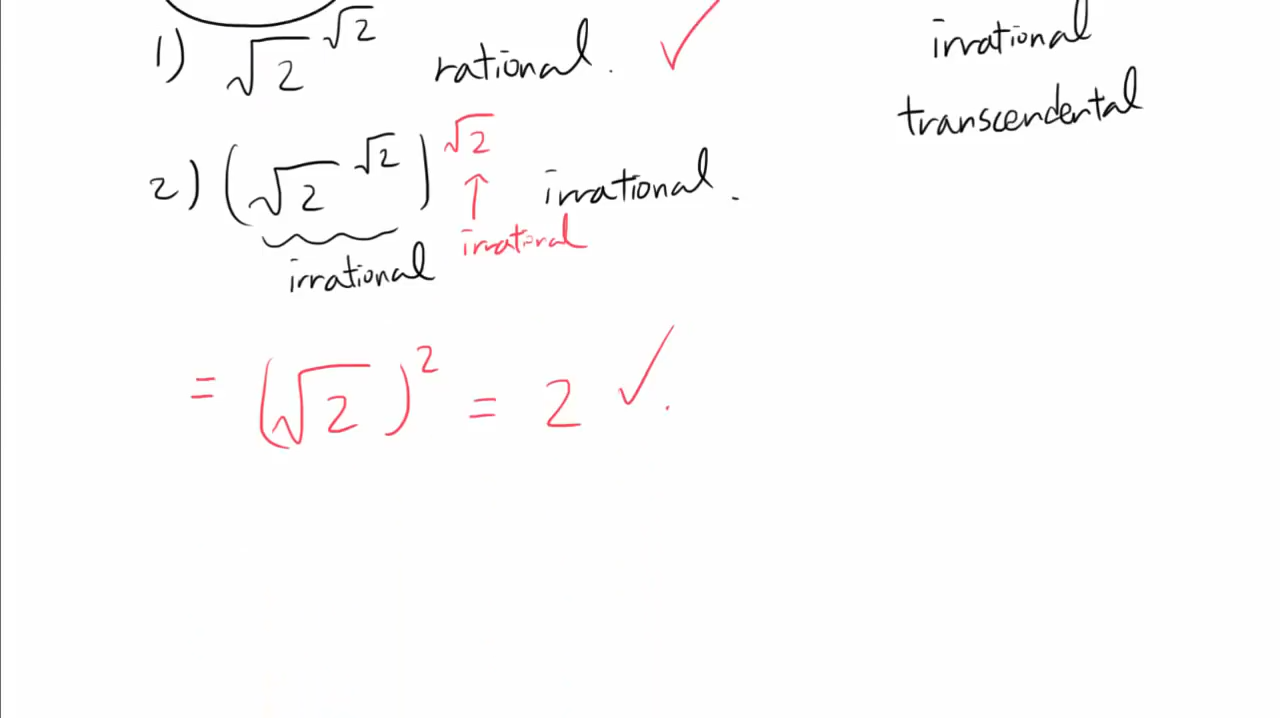 1) √2^√2 rational. ✓
irrational
transcendental
2) (√2^√2)^√2 irrational.
↑
irrational
irrational
= (√2)^2 = 2 ✓.